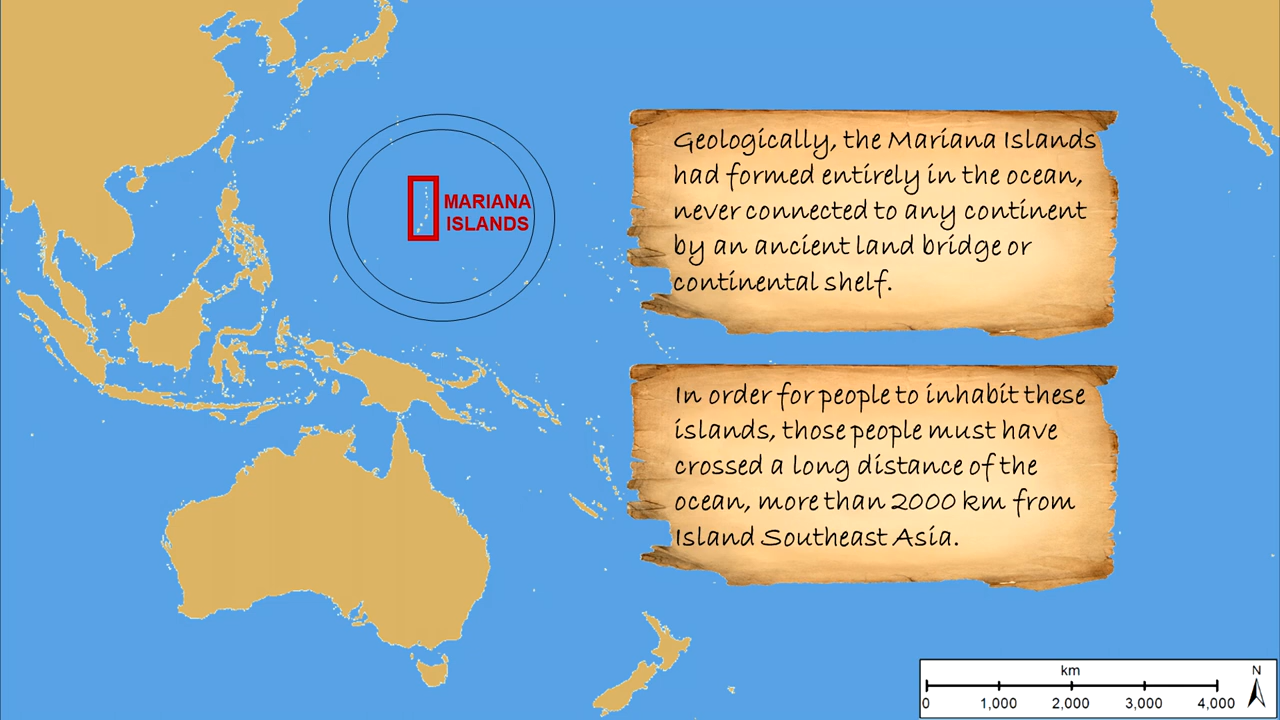 MARIANA
ISLANDS
Geologically, the Mariana Islands
had formed entirely in the ocean,
never connected to any continent
by an ancient land bridge or
continental shelf.
In order for people to inhabit these
islands, those people must have
crossed a long distance of the
ocean, more than 2000 km from
Island Southeast Asia.
km
N
0 1,000 2,000 3,000 4,000